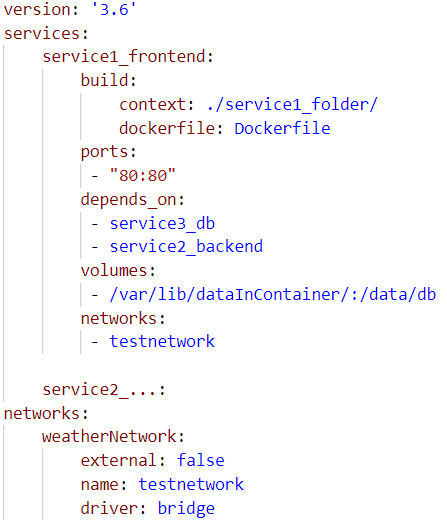 version: '3.6'
services:
    service1_frontend:
        build:
            context: ./service1_folder/
            dockerfile: Dockerfile
        ports:
         - "80:80"
        depends_on:
         - service3_db
         - service2_backend
        volumes:
         - /var/lib/dataInContainer/:/data/db
        networks:
         - testnetwork

    service2_...:
networks:
    weatherNetwork:
        external: false
        name: testnetwork
        driver: bridge